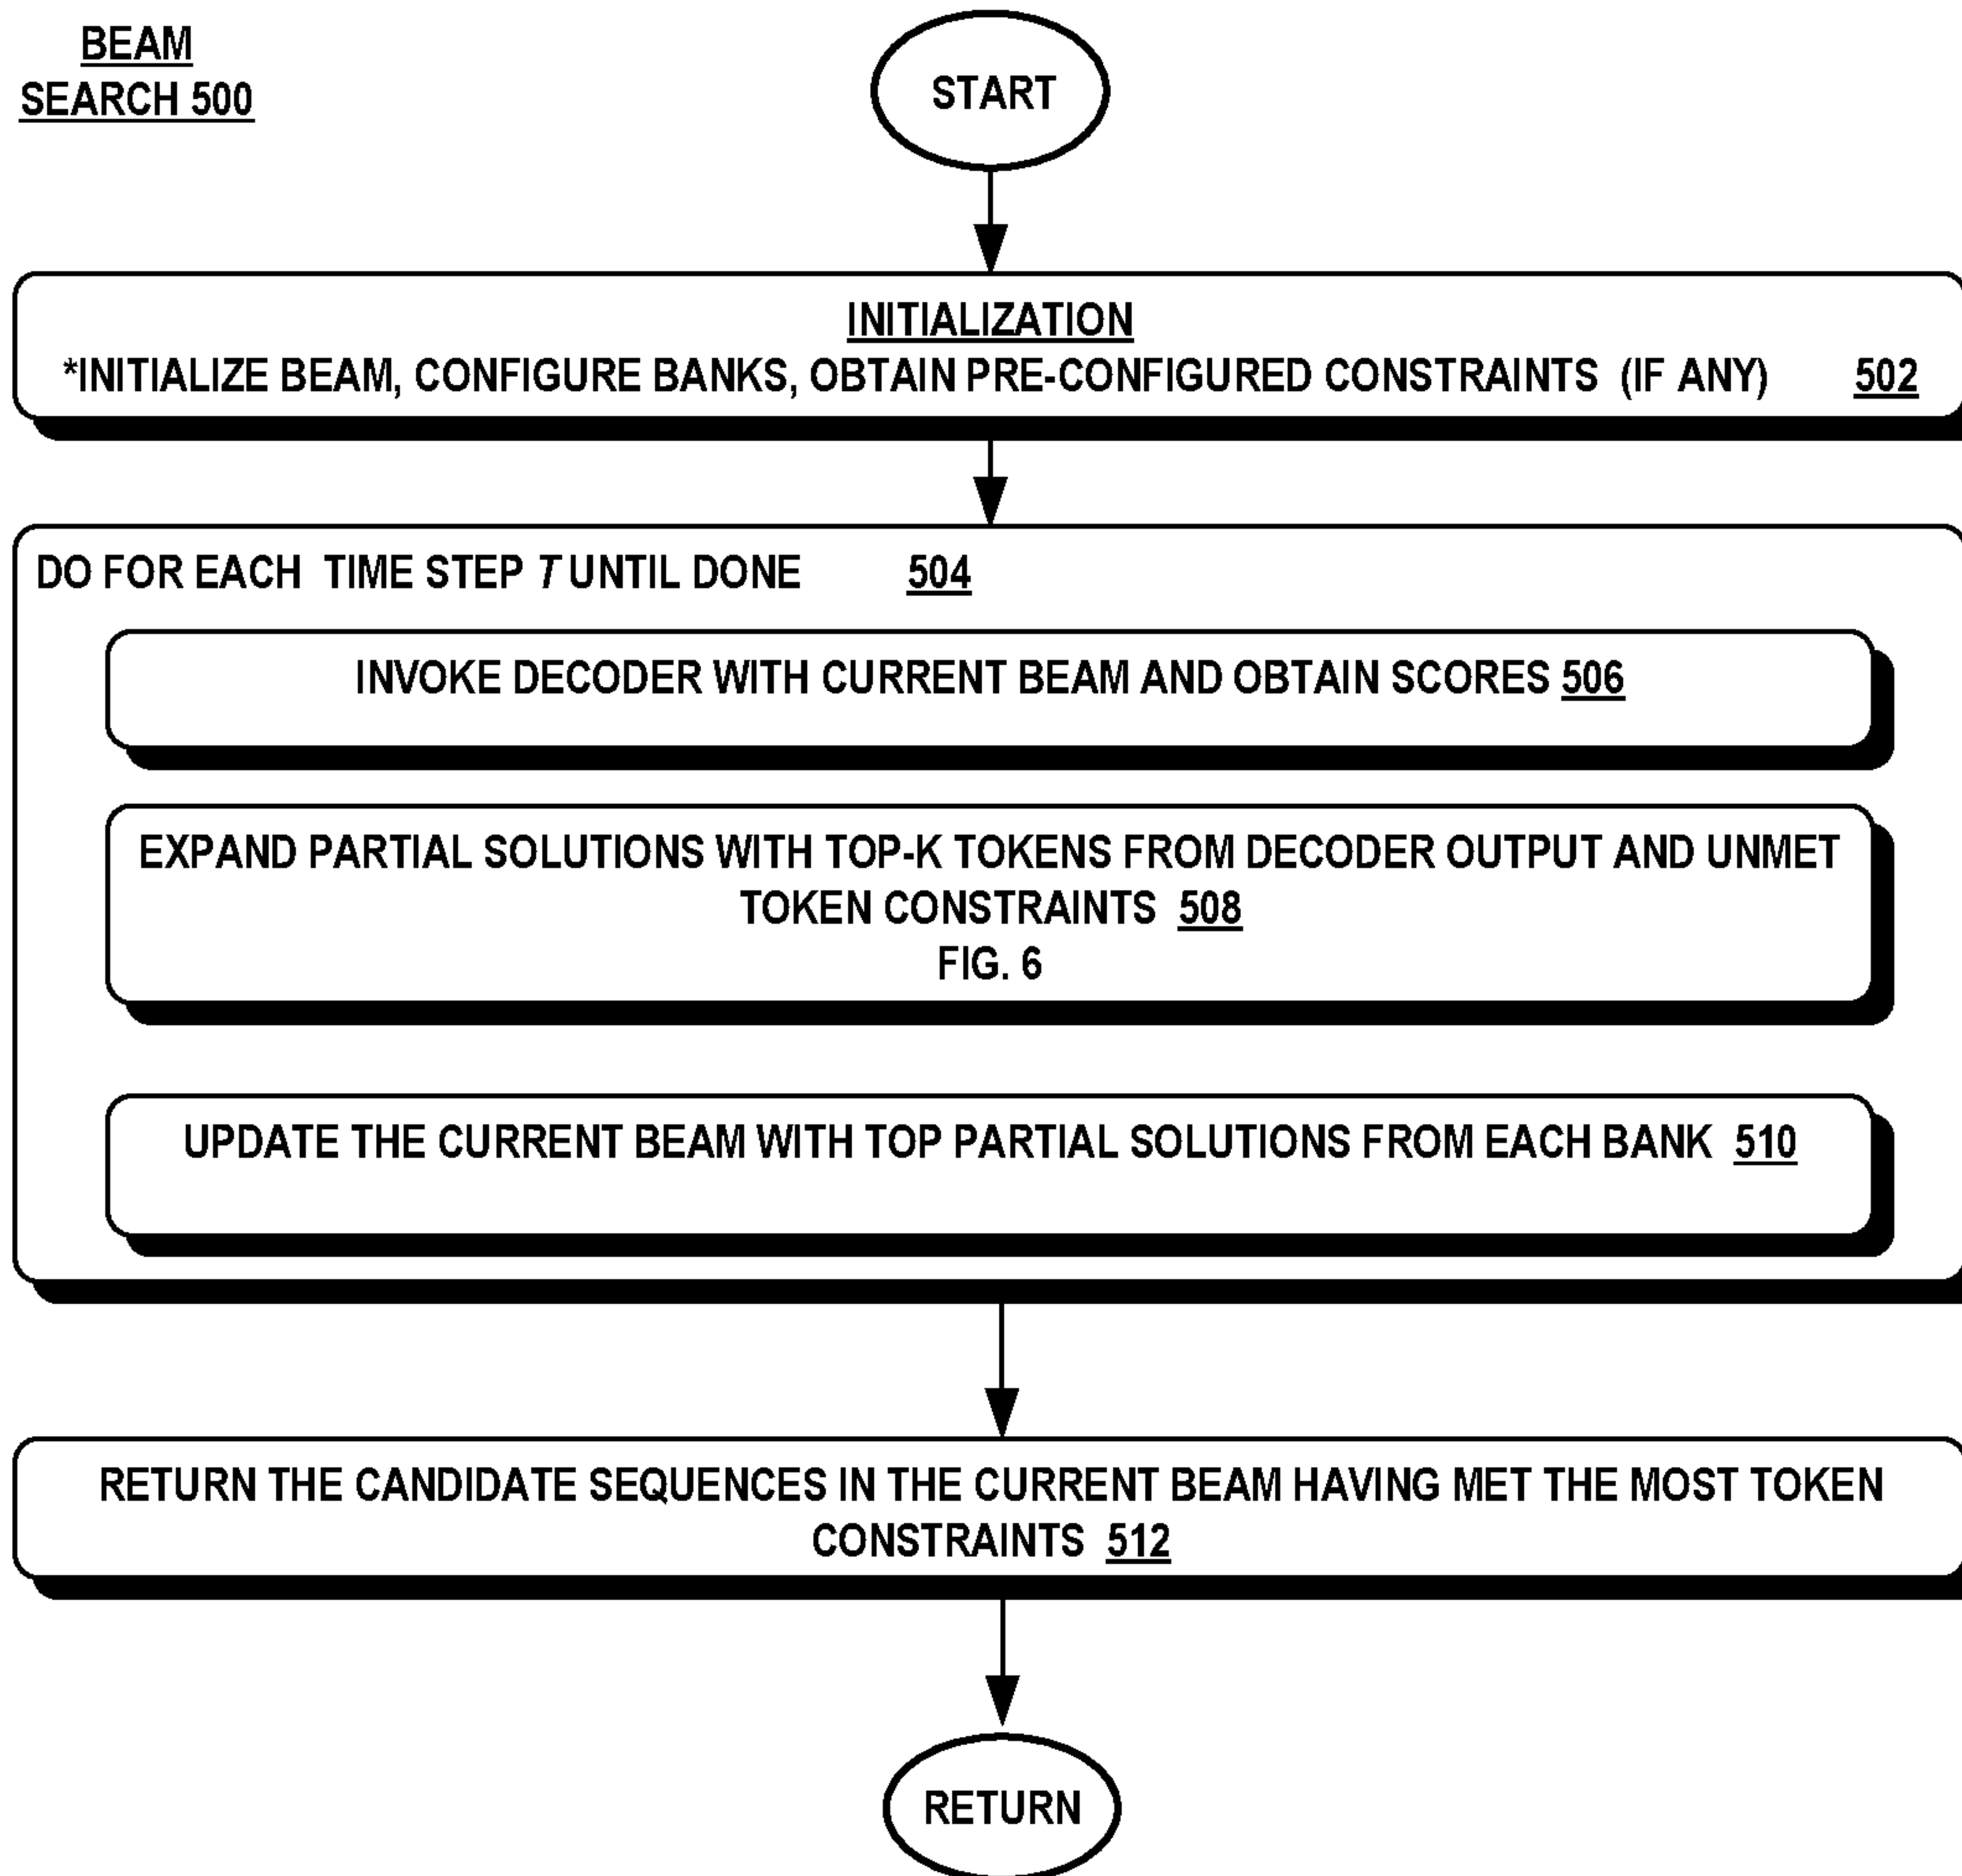 BEAM
SEARCH 500
START
INITIALIZATION
*INITIALIZE BEAM, CONFIGURE BANKS, OBTAIN PRE-CONFIGURED CONSTRAINTS (IF ANY) 502
DO FOR EACH TIME STEP T UNTIL DONE 504
INVOKE DECODER WITH CURRENT BEAM AND OBTAIN SCORES 506
EXPAND PARTIAL SOLUTIONS WITH TOP-K TOKENS FROM DECODER OUTPUT AND UNMET
TOKEN CONSTRAINTS 508
FIG. 6
UPDATE THE CURRENT BEAM WITH TOP PARTIAL SOLUTIONS FROM EACH BANK 510
RETURN THE CANDIDATE SEQUENCES IN THE CURRENT BEAM HAVING MET THE MOST TOKEN
CONSTRAINTS 512
RETURN